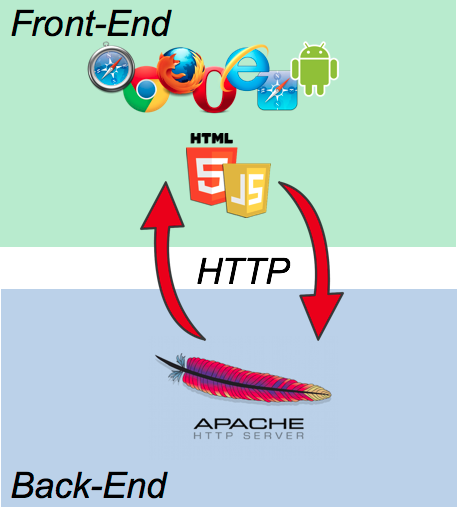 Front-End
HTML
5
JS
HTTP
APACHE
HTTP SERVER
Back-End